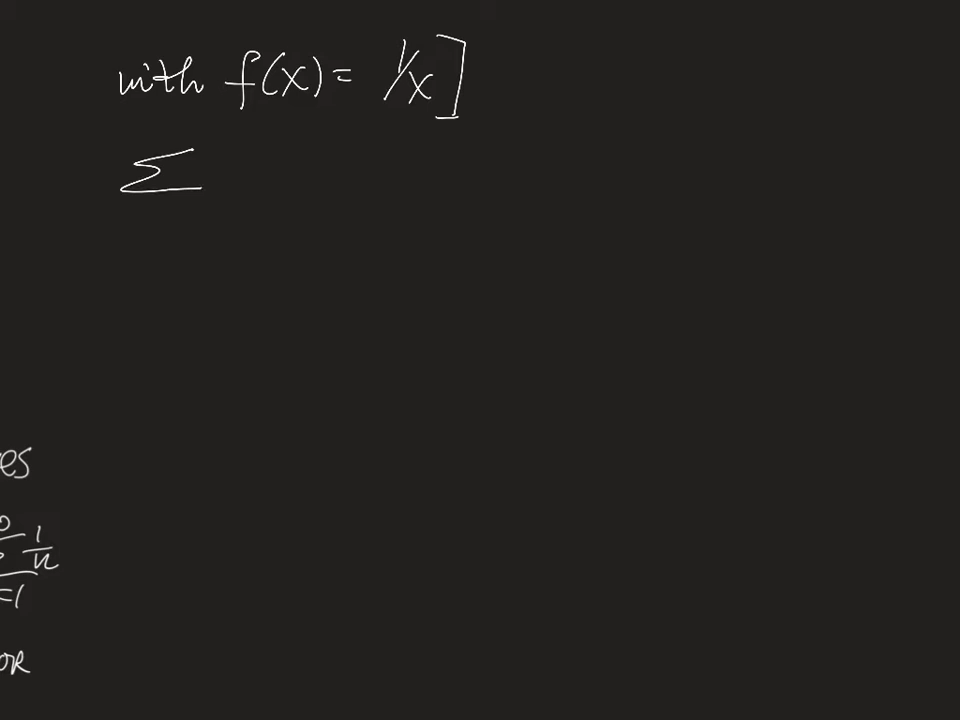 with f(x) = 1/x]
Σ
es
1/n
=1
OR